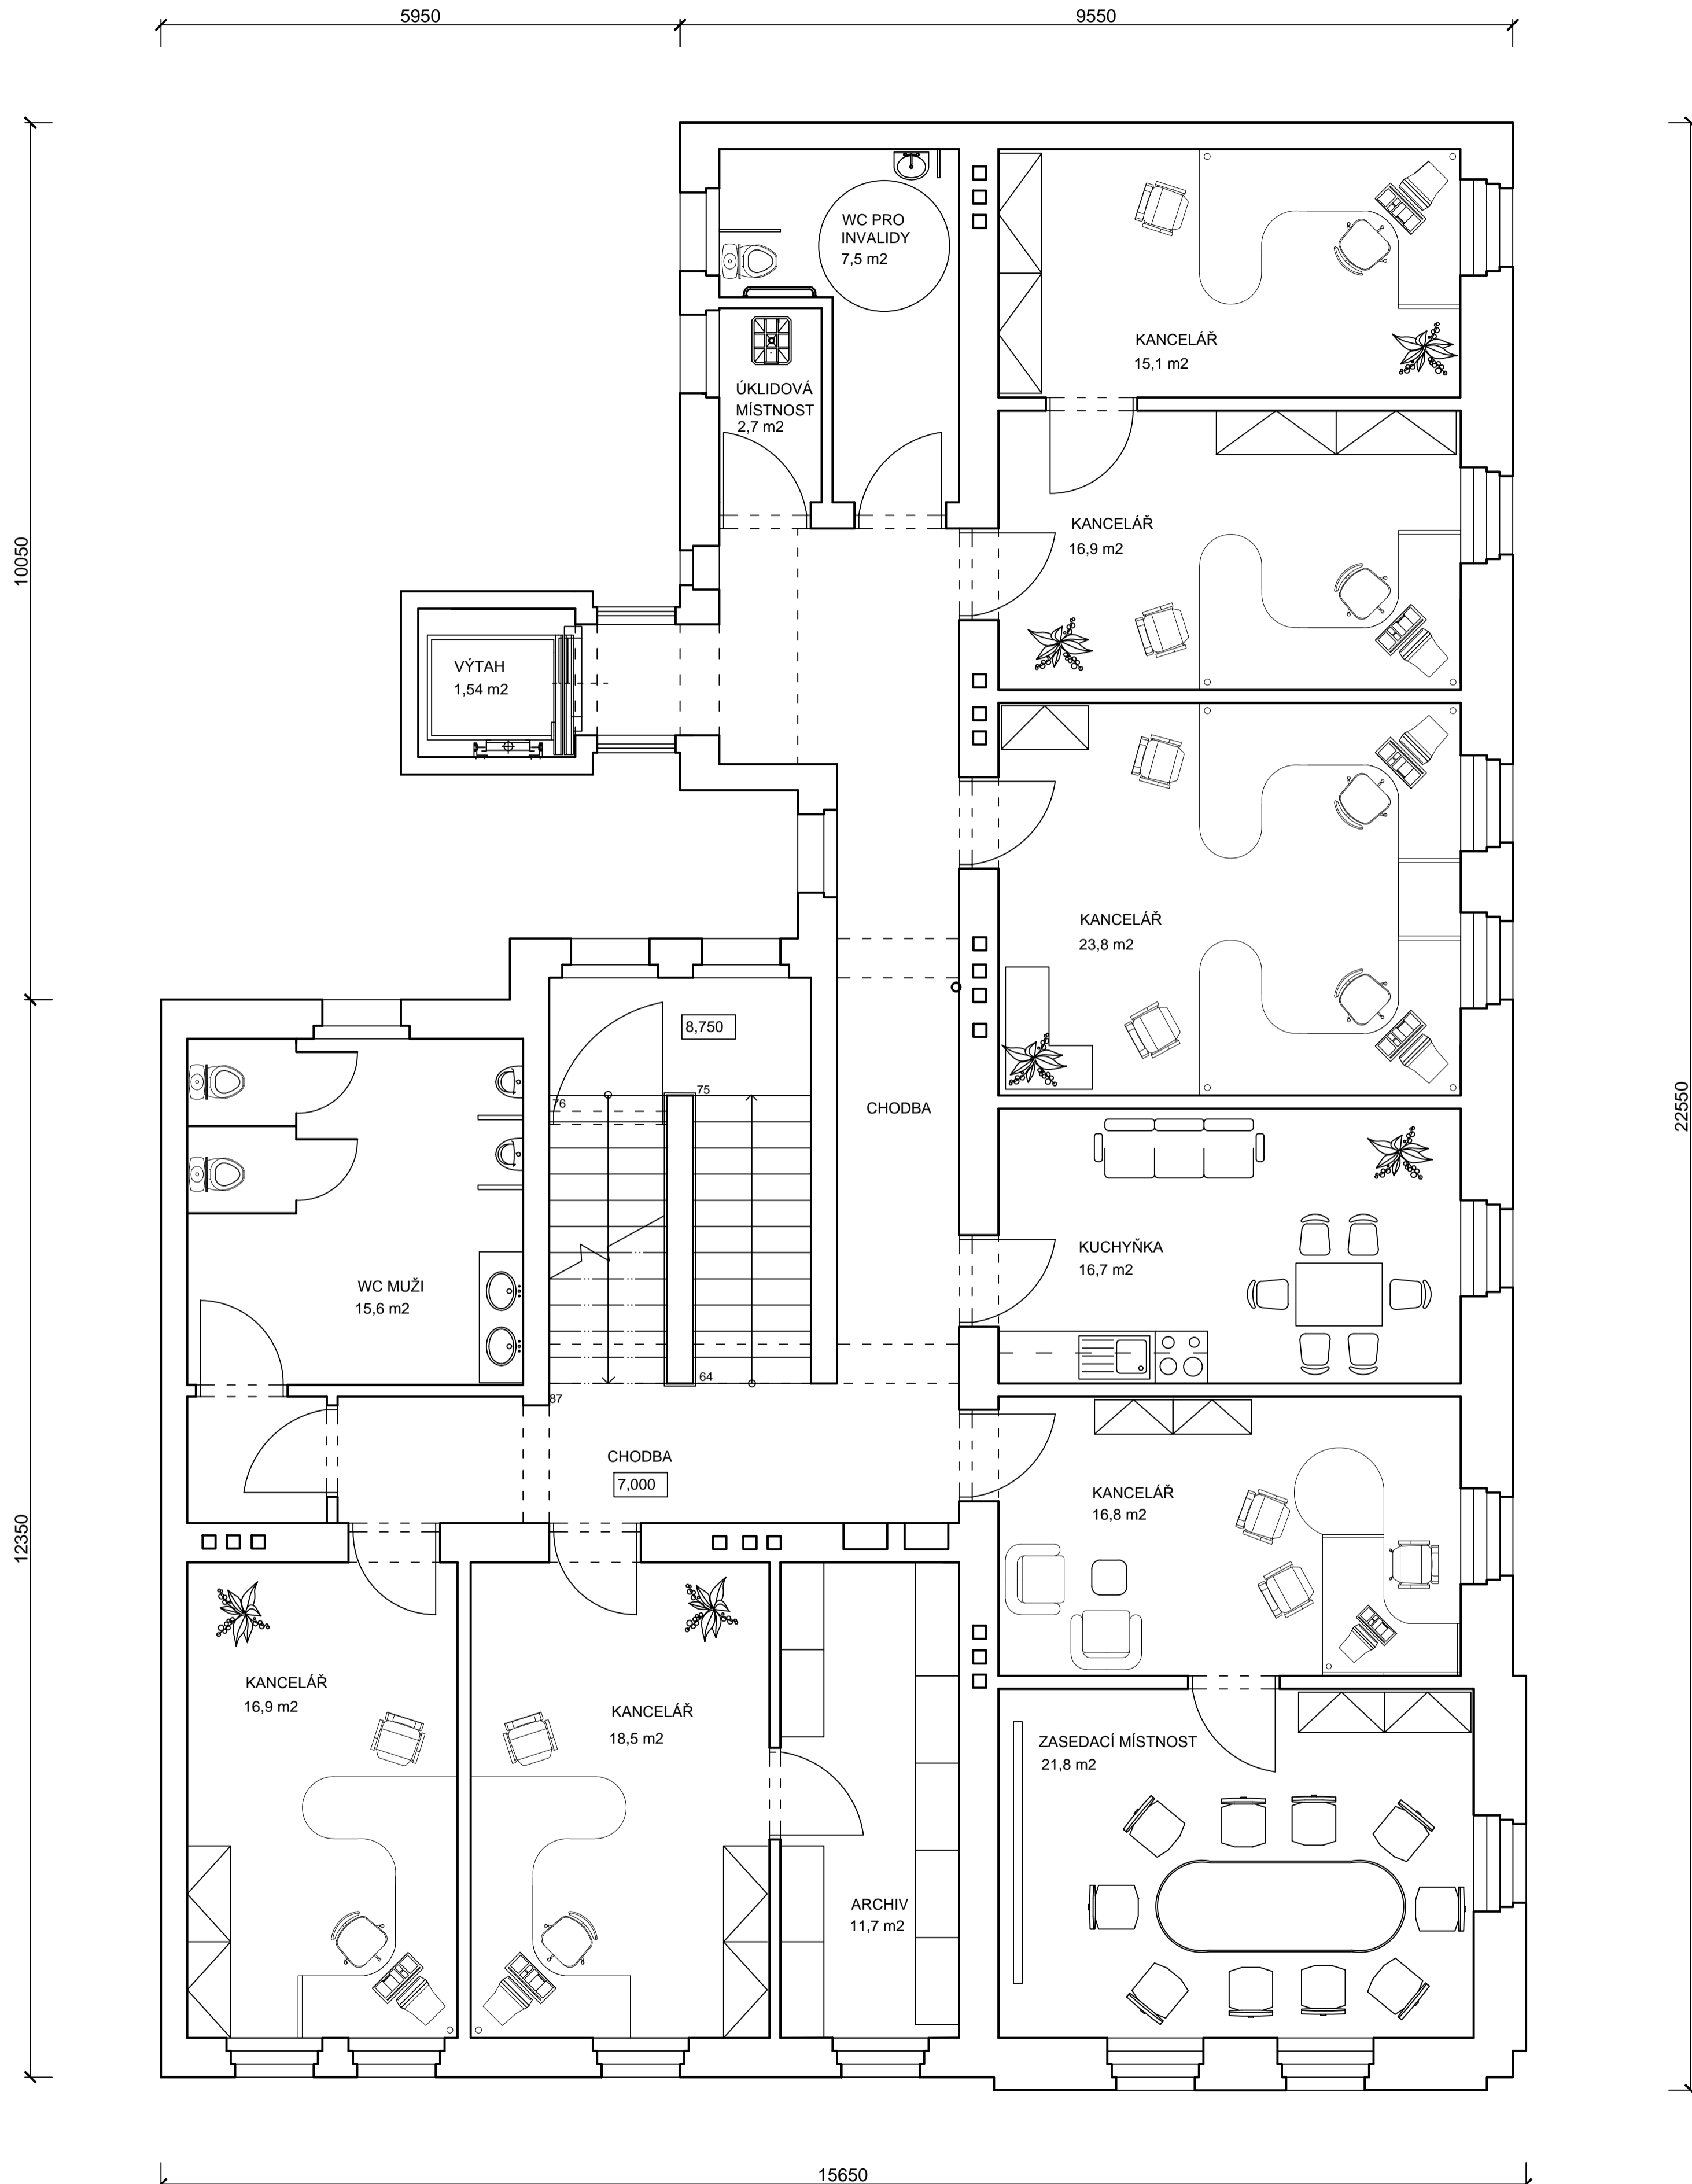 5950
9550
WC PRO
INVALIDY
7,5 m2
KANCELÁŘ
15,1 m2
ÚKLIDOVÁ
MÍSTNOST
2,7 m2
KANCELÁŘ
16,9 m2
10050
VÝTAH
1,54 m2
KANCELÁŘ
23,8 m2
8,750
75
76
CHODBA
22550
KUCHYŇKA
16,7 m2
WC MUŽI
15,6 m2
64
87
CHODBA
7,000
KANCELÁŘ
16,8 m2
12350
KANCELÁŘ
16,9 m2
KANCELÁŘ
18,5 m2
ZASEDACÍ MÍSTNOST
21,8 m2
ARCHIV
11,7 m2
15650